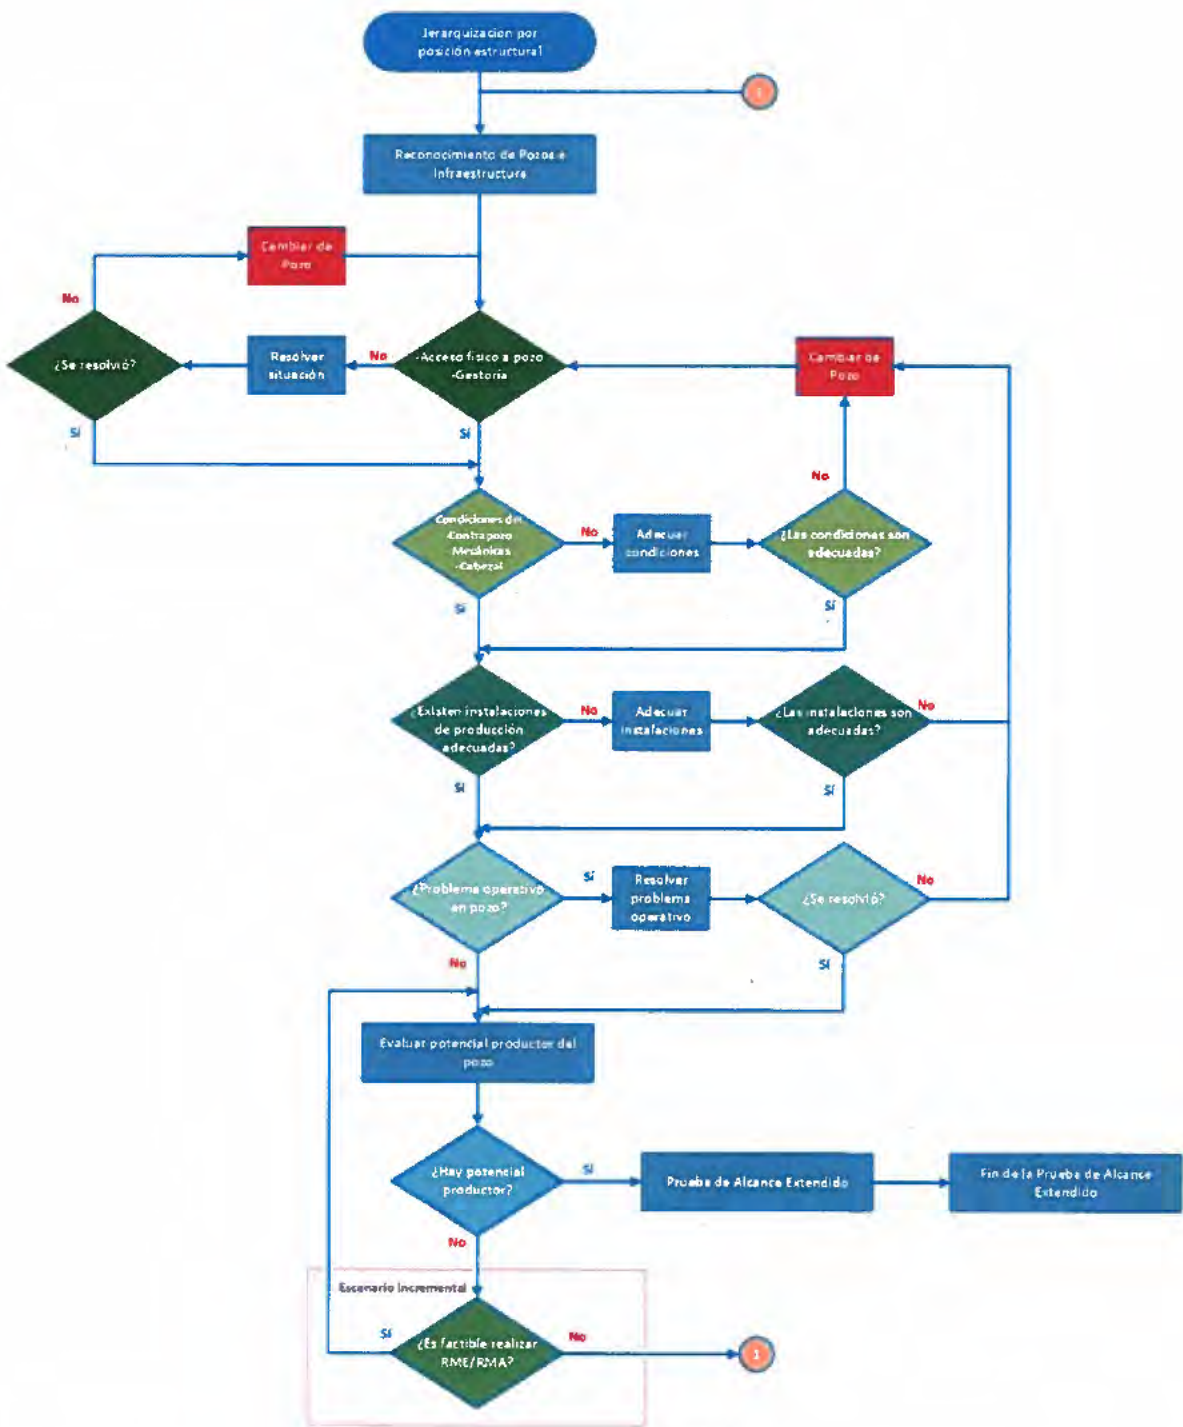 Jerarquización por
posición estructural
1
Reconocimiento de Pozos e
Infraestructura
Cambiar de
Pozo
No
¿Se resolvió?
Resolver
situación
No
-Acceso físico a pozo
-Gestoría
Cambiar de
Pozo
Sí
Sí
No
Condiciones de:
-Contrapozo
-Mecánicas
-Cabezal
No
Adecuar
condiciones
¿Las condiciones son
adecuadas?
Sí
Sí
¿Existen instalaciones
de producción
adecuadas?
No
Adecuar
instalaciones
¿Las instalaciones son
adecuadas?
No
Sí
Sí
¿Problema operativo
en pozo?
Sí
Resolver
problema
operativo
¿Se resolvió?
No
No
Sí
Evaluar potencial productor del
pozo
¿Hay potencial
productor?
Sí
Prueba de Alcance Extendido
Fin de la Prueba de Alcance
Extendido
No
Escenario Incremental
Sí
¿Es factible realizar
RME/RMA?
No
1